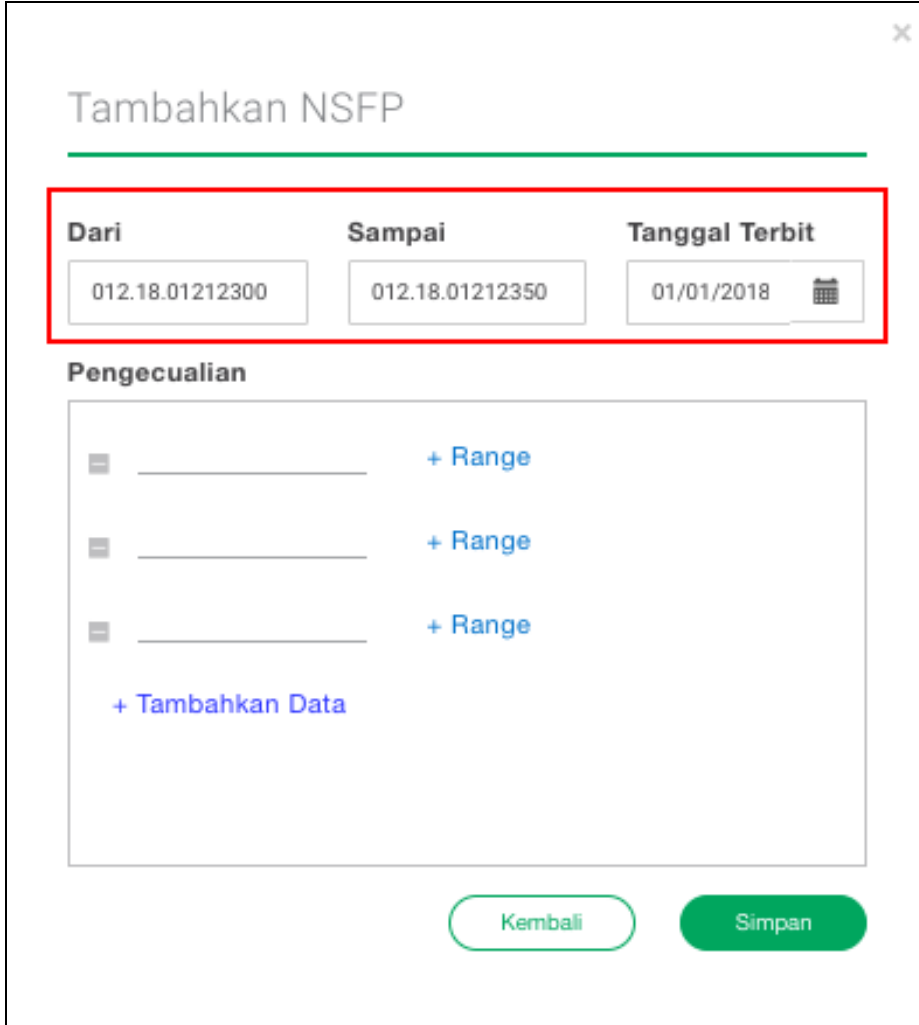 ×
Tambahkan NSFP
Dari Sampai Tanggal Terbit
012.18.01212300 012.18.01212350 01/01/2018
Pengecualian
+ Range
+ Range
+ Range
+ Tambahkan Data
Kembali Simpan